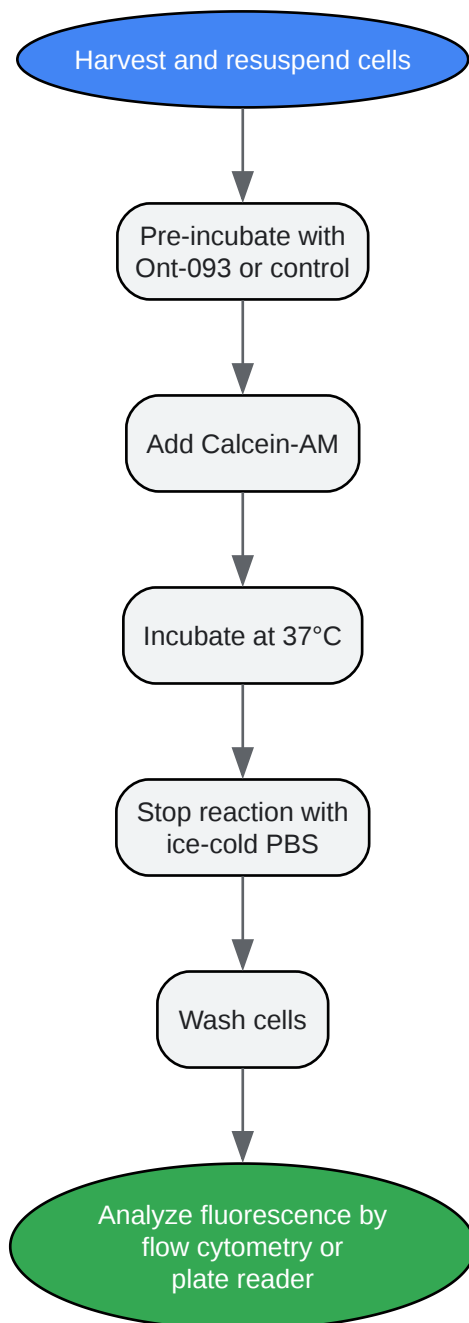 Harvest and resuspend cells
Pre-incubate with
Ont-093 or control
Add Calcein-AM
Incubate at 37°C
Stop reaction with
ice-cold PBS
Wash cells
Analyze fluorescence by
flow cytometry or
plate reader